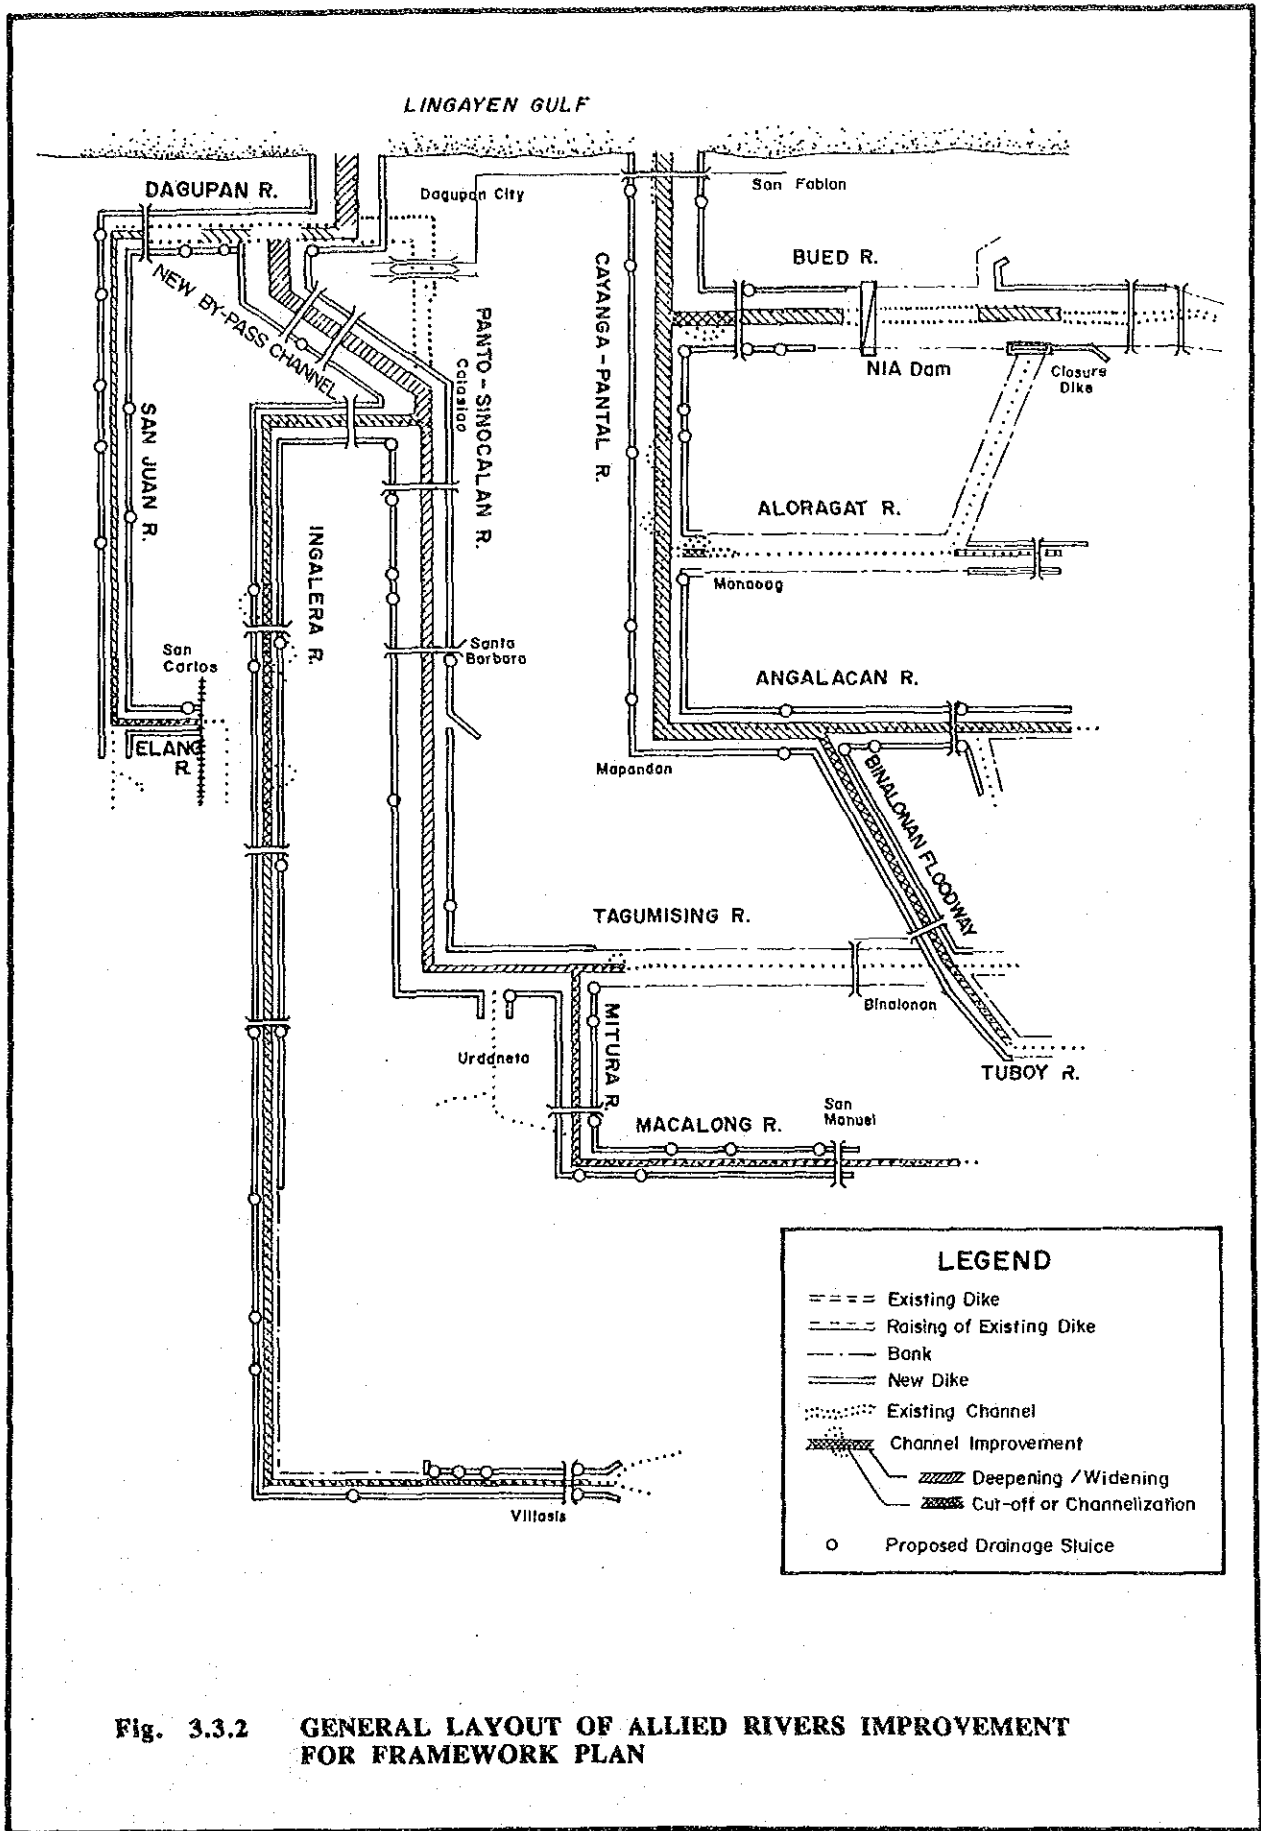 LINGAYEN GULF
DAGUPAN R.
Dagupan City
San Fabian
BUED R.
NEW BY-PASS CHANNEL
PANTO-SINOCALAN R.
Calasiao
CAYANGA-PANTAL R.
NIA Dam
Closure
Dike
SAN JUAN R.
INGALERA R.
ALORAGAT R.
Manaoag
San
Carlos
Santa
Barbara
ANGALACAN R.
ELANG
R.
Mapandan
BINALONAN FLOODWAY
TAGUMISING R.
Binalonan
MITURA R.
Urdaneta
TUBOY R.
San
Manuel
MACALONG R.
Villasis
LEGEND
Existing Dike
Raising of Existing Dike
Bank
New Dike
Existing Channel
Channel Improvement
Deepening / Widening
Cut-off or Channelization
Proposed Drainage Sluice
Fig. 3.3.2 GENERAL LAYOUT OF ALLIED RIVERS IMPROVEMENT
FOR FRAMEWORK PLAN